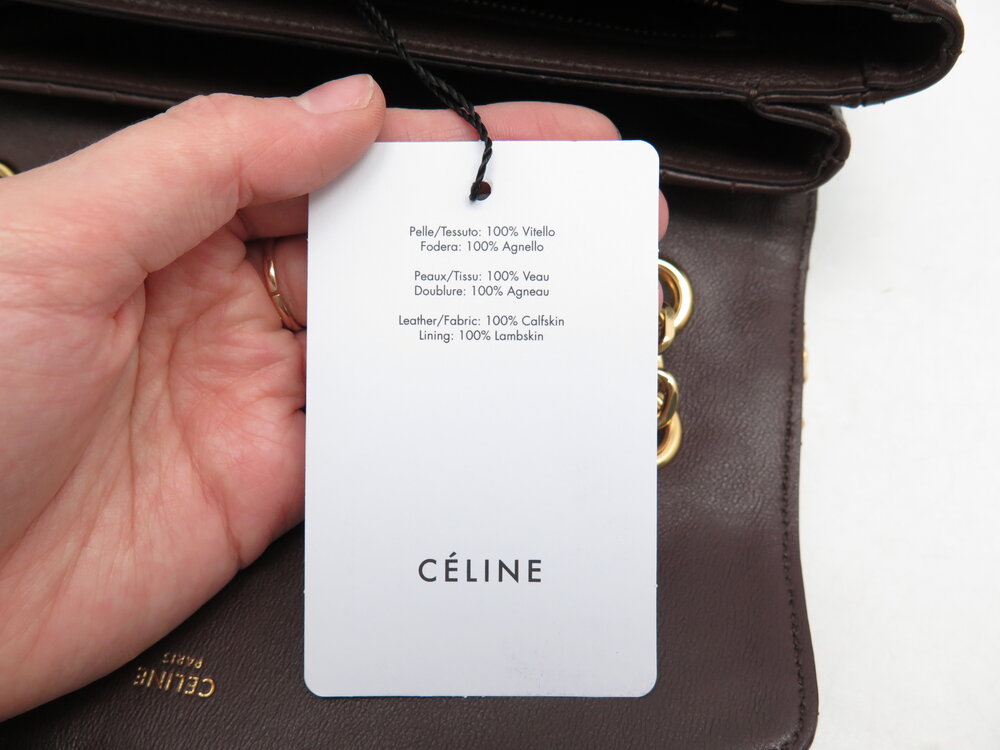 Pelle/Tessuto: 100% Vitello
Fodera: 100% Agnello
Peaux/Tissu: 100% Veau
Doublure: 100% Agneau
Leather/Fabric: 100% Calfskin
Lining: 100% Lambskin
CÉLINE
CÉLINE
PARIS